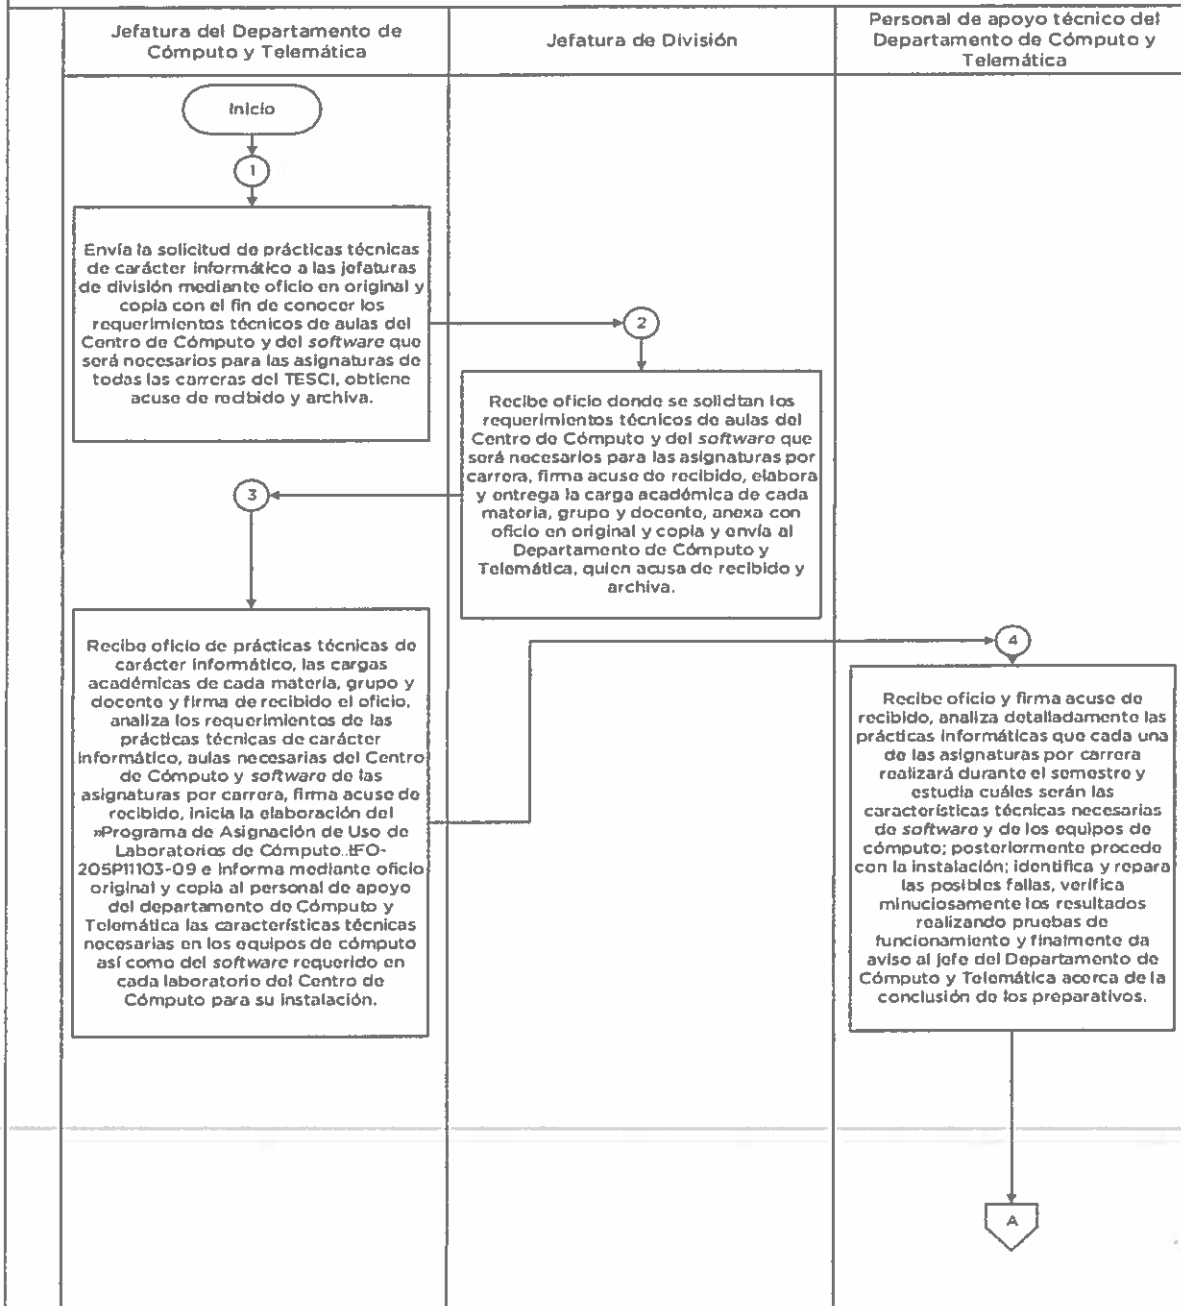 Jefatura del Departamento de
Cómputo y Telemática
Jefatura de División
Personal de apoyo técnico del
Departamento de Cómputo y
Telemática
Inicio
1
Envía la solicitud de prácticas técnicas
de carácter informático a las jefaturas
de división mediante oficio en original y
copia con el fin de conocer los
requerimientos técnicos de aulas del
Centro de Cómputo y del software que
será necesarios para las asignaturas de
todas las carreras del TESCI, obtiene
acuse de recibido y archiva.
2
Recibe oficio donde se solicitan los
requerimientos técnicos de aulas del
Centro de Cómputo y del software que
será necesarios para las asignaturas por
carrera, firma acuse de recibido, elabora
y entrega la carga académica de cada
materia, grupo y docente, anexa con
oficio en original y copia y envía al
Departamento de Cómputo y
Telemática, quien acusa de recibido y
archiva.
3
Recibe oficio de prácticas técnicas de
carácter informático, las cargas
académicas de cada materia, grupo y
docente y firma de recibido el oficio,
analiza los requerimientos de las
prácticas técnicas de carácter
informático, aulas necesarias del Centro
de Cómputo y software de las
asignaturas por carrera, firma acuse de
recibido, inicia la elaboración del
»Programa de Asignación de Uso de
Laboratorios de Cómputo..IFO-
205P11103-09 e informa mediante oficio
original y copia al personal de apoyo
del departamento de Cómputo y
Telemática las características técnicas
necesarias en los equipos de cómputo
así como del software requerido en
cada laboratorio del Centro de
Cómputo para su instalación.
4
Recibe oficio y firma acuse de
recibido, analiza detalladamente las
prácticas informáticas que cada una
de las asignaturas por carrera
realizará durante el semestre y
estudia cuáles serán las
características técnicas necesarias
de software y de los equipos de
cómputo; posteriormente procede
con la instalación; identifica y repara
las posibles fallas, verifica
minuciosamente los resultados
realizando pruebas de
funcionamiento y finalmente da
aviso al jefe del Departamento de
Cómputo y Telemática acerca de la
conclusión de los preparativos.
A